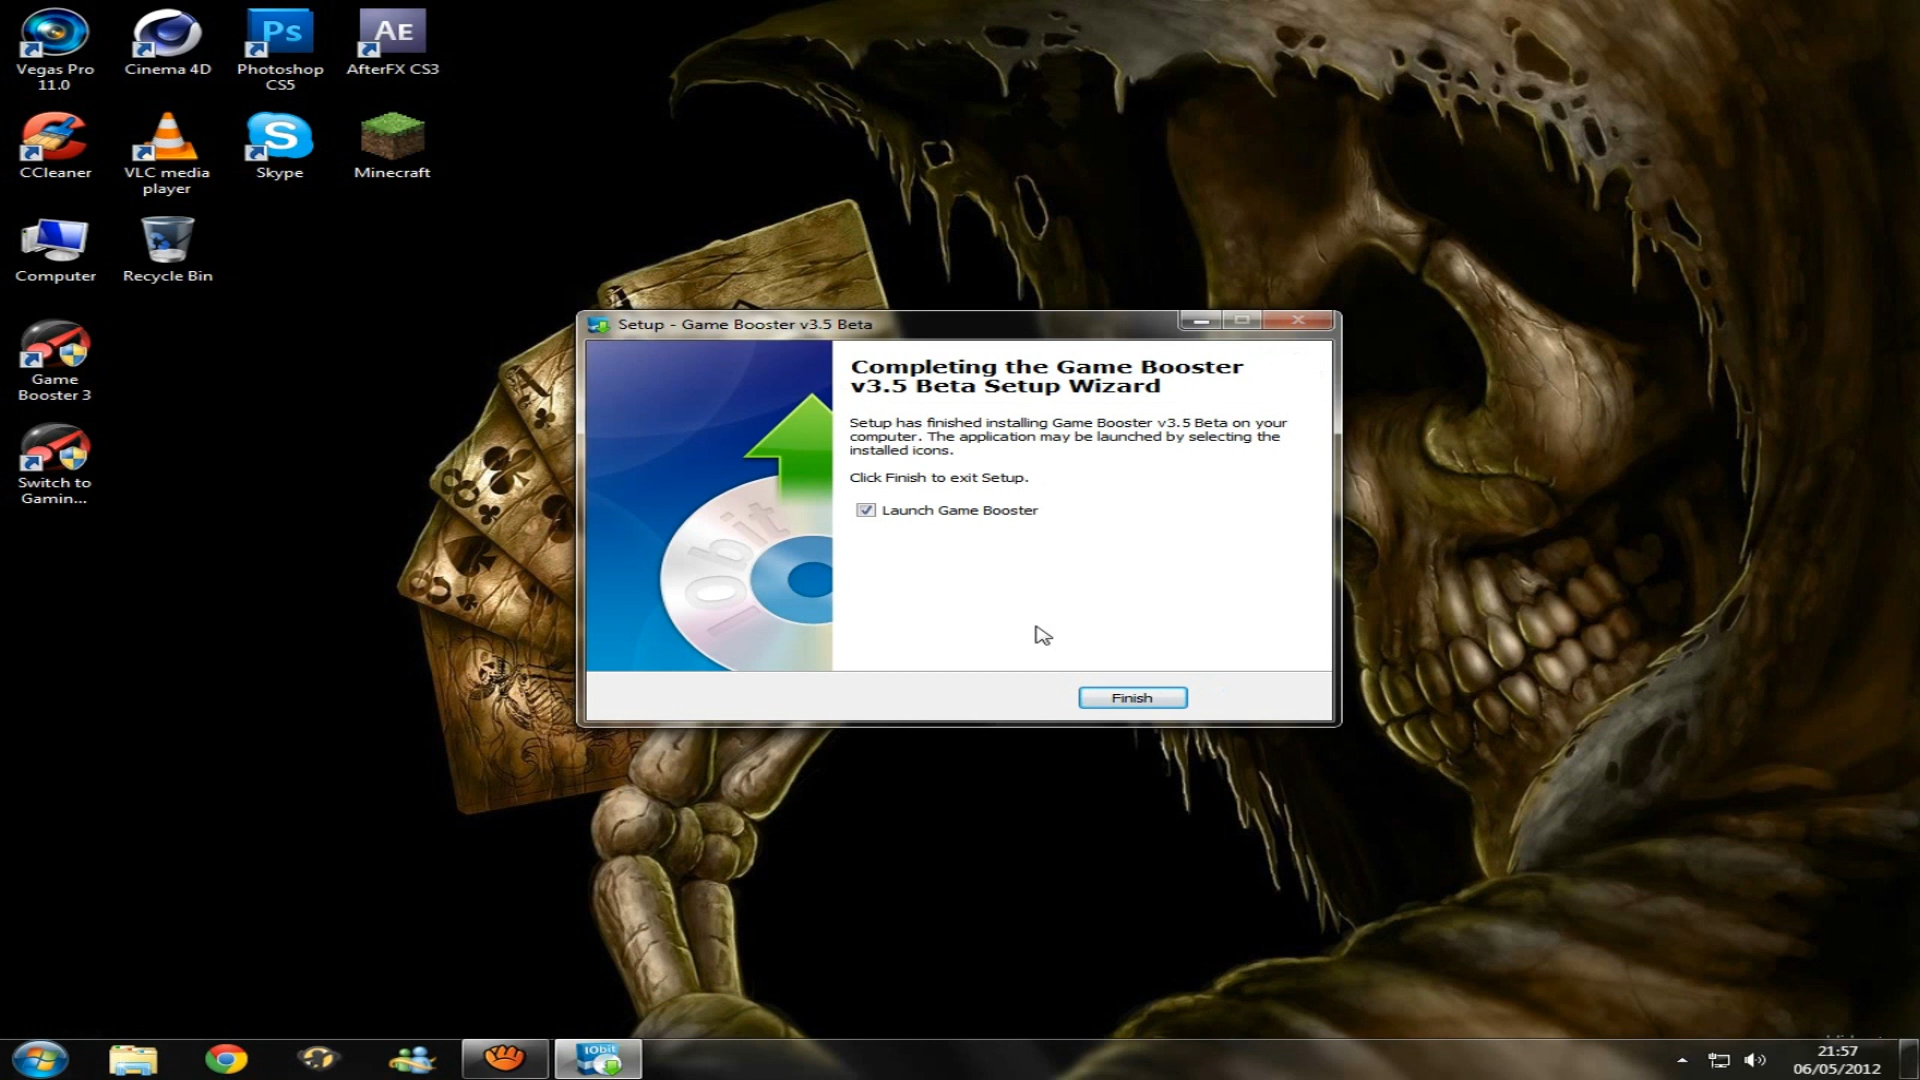 Vegas Pro
11.0
Cinema 4D
Ps
Photoshop
CS5
AE
AfterFX CS3
CCleaner
VLC media
player
S
Skype
Minecraft
Computer
Recycle Bin
Game
Booster 3
Switch to
Gamin...
Setup - Game Booster v3.5 Beta
Completing the Game Booster
v3.5 Beta Setup Wizard
Setup has finished installing Game Booster v3.5 Beta on your
computer. The application may be launched by selecting the
installed icons.
Click Finish to exit Setup.
Launch Game Booster
IObit
Finish
IObit
21:57
06/05/2012